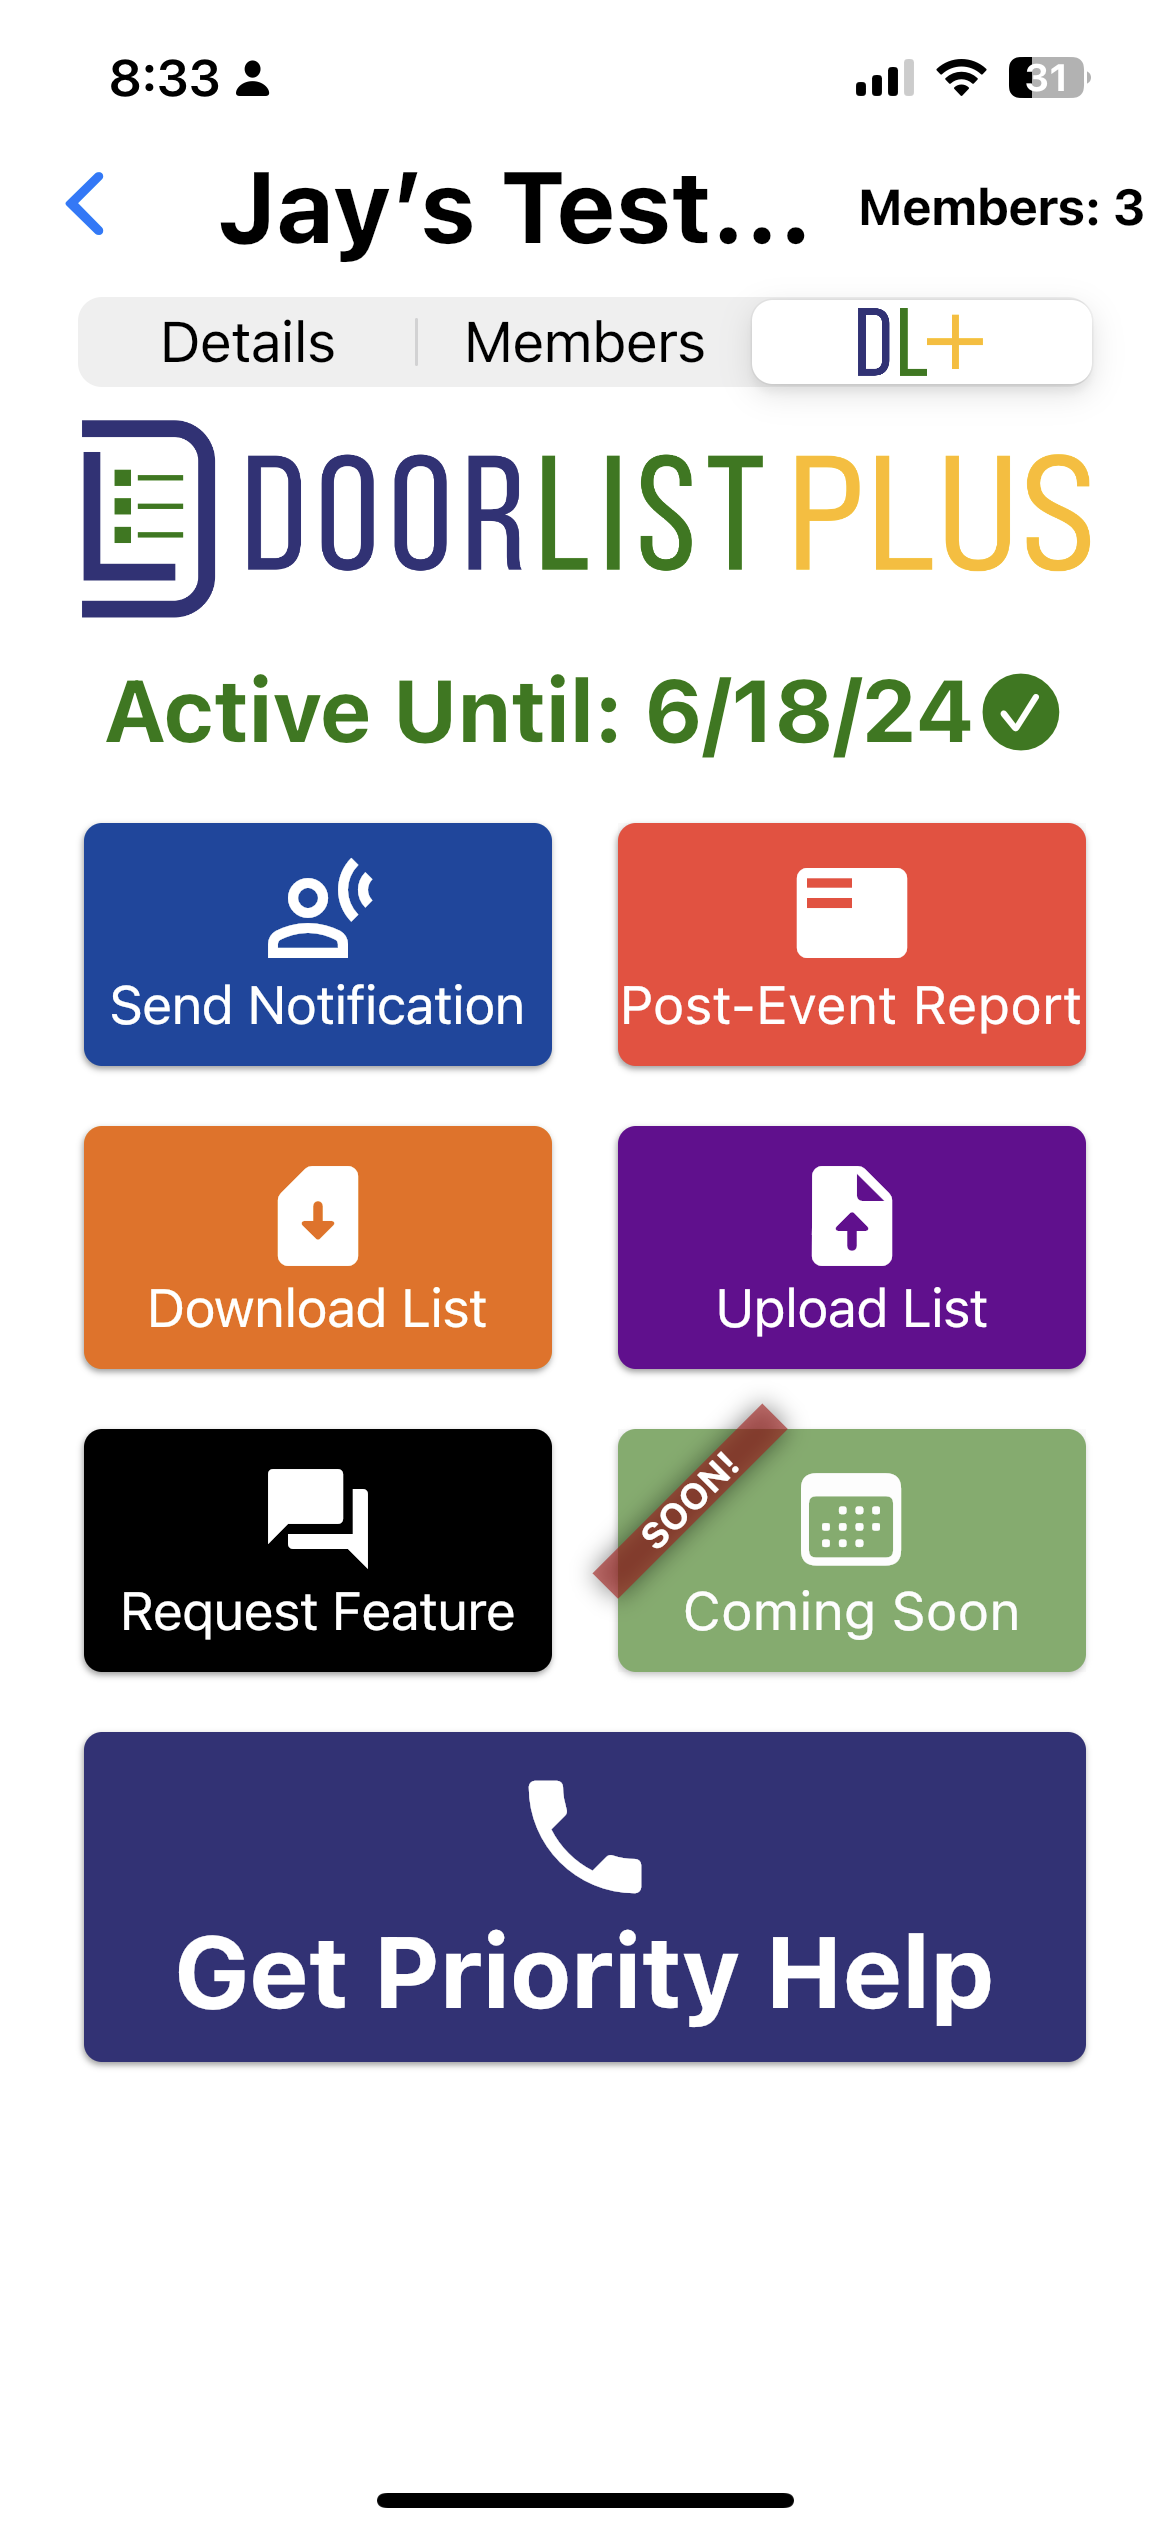 8:33
31
Jay’s Test...
Members: 3
Details
Members
DL+
DOORLIST PLUS
Active Until: 6/18/24
Send Notification
Post-Event Report
Download List
Upload List
Request Feature
SOON!
Coming Soon
Get Priority Help